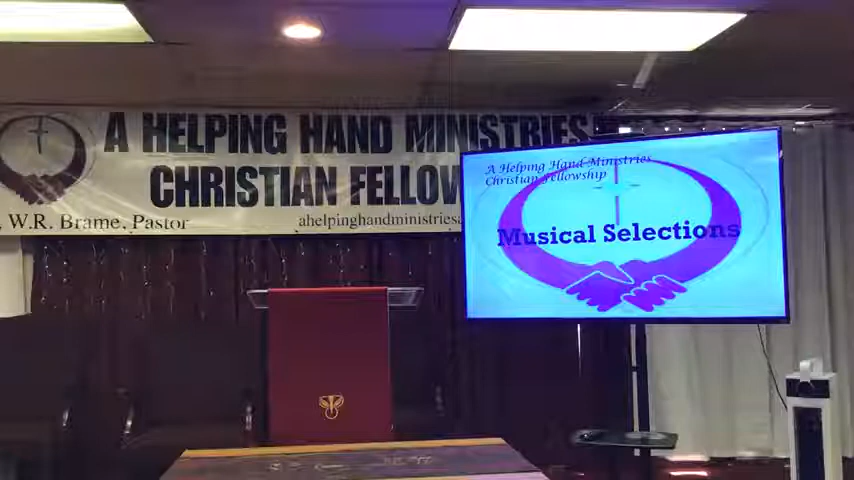 A HELPING HAND MINISTRIES
CHRISTIAN FELLOW
W.R. Brame, Pastor
ahelpinghandministries
A Helping Hand Ministries
Christian Fellowship
Musical Selections